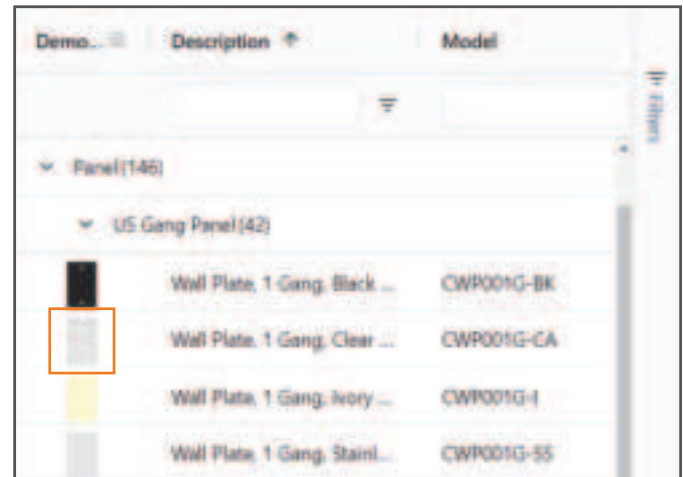 Demo... Description Model
Filters
Panel (146)
US Gang Panel (42)
Wall Plate, 1 Gang, Black ... CWP001G-BK
Wall Plate, 1 Gang, Clear ... CWP001G-CA
Wall Plate, 1 Gang, Ivory ... CWP001G-I
Wall Plate, 1 Gang, Stainl... CWP001G-SS